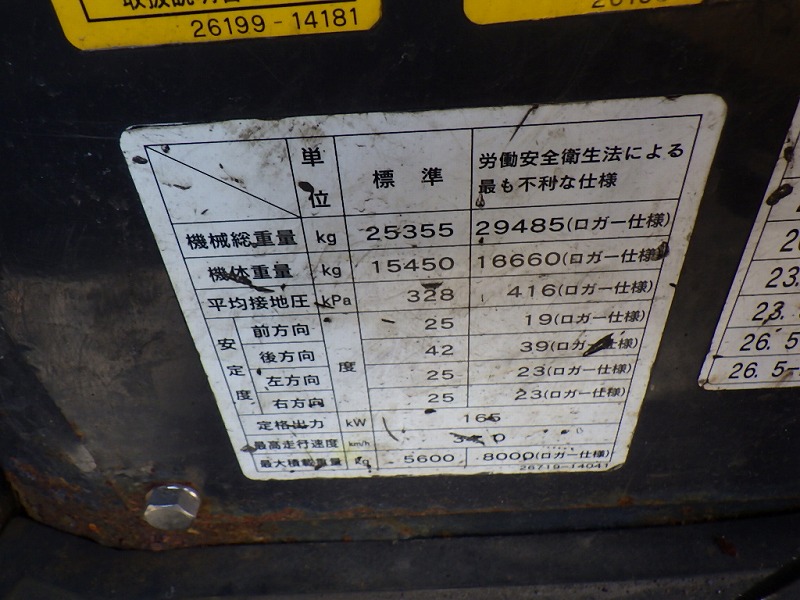 26199-14181
単位 標準 労働安全衛生法による
最も不利な仕様
機械総重量 kg 25355 29485(ロガー仕様)
機体重量 kg 15450 16660(ロガー仕様)
平均接地圧 kPa 328 416(ロガー仕様)
安定度 前方向 度 25 19(ロガー仕様)
後方向 42 39(ロガー仕様)
左方向 25 23(ロガー仕様)
右方向 25 23(ロガー仕様)
定格出力 kW 165
最高走行速度 km/h
最大積載重量 kg 5600 8000(ロガー仕様)
26719-14041
23.
23.
26.5-
26.5-